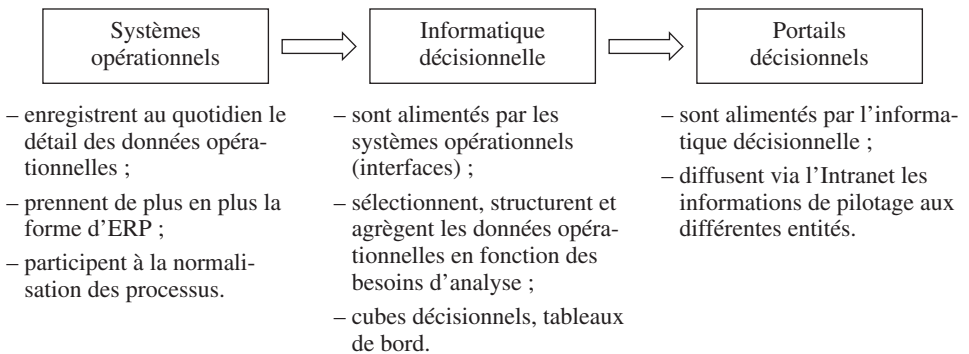 Systèmes
opérationnels
Informatique
décisionnelle
Portails
décisionnels
– enregistrent au quotidien le
détail des données opéra-
tionnelles ;
– prennent de plus en plus la
forme d’ERP ;
– participent à la normali-
sation des processus.
– sont alimentés par les
systèmes opérationnels
(interfaces) ;
– sélectionnent, structurent et
agrègent les données opéra-
tionnelles en fonction des
besoins d’analyse ;
– cubes décisionnels, tableaux
de bord.
– sont alimentés par l’informa-
tique décisionnelle ;
– diffusent via l’Intranet les
informations de pilotage aux
différentes entités.